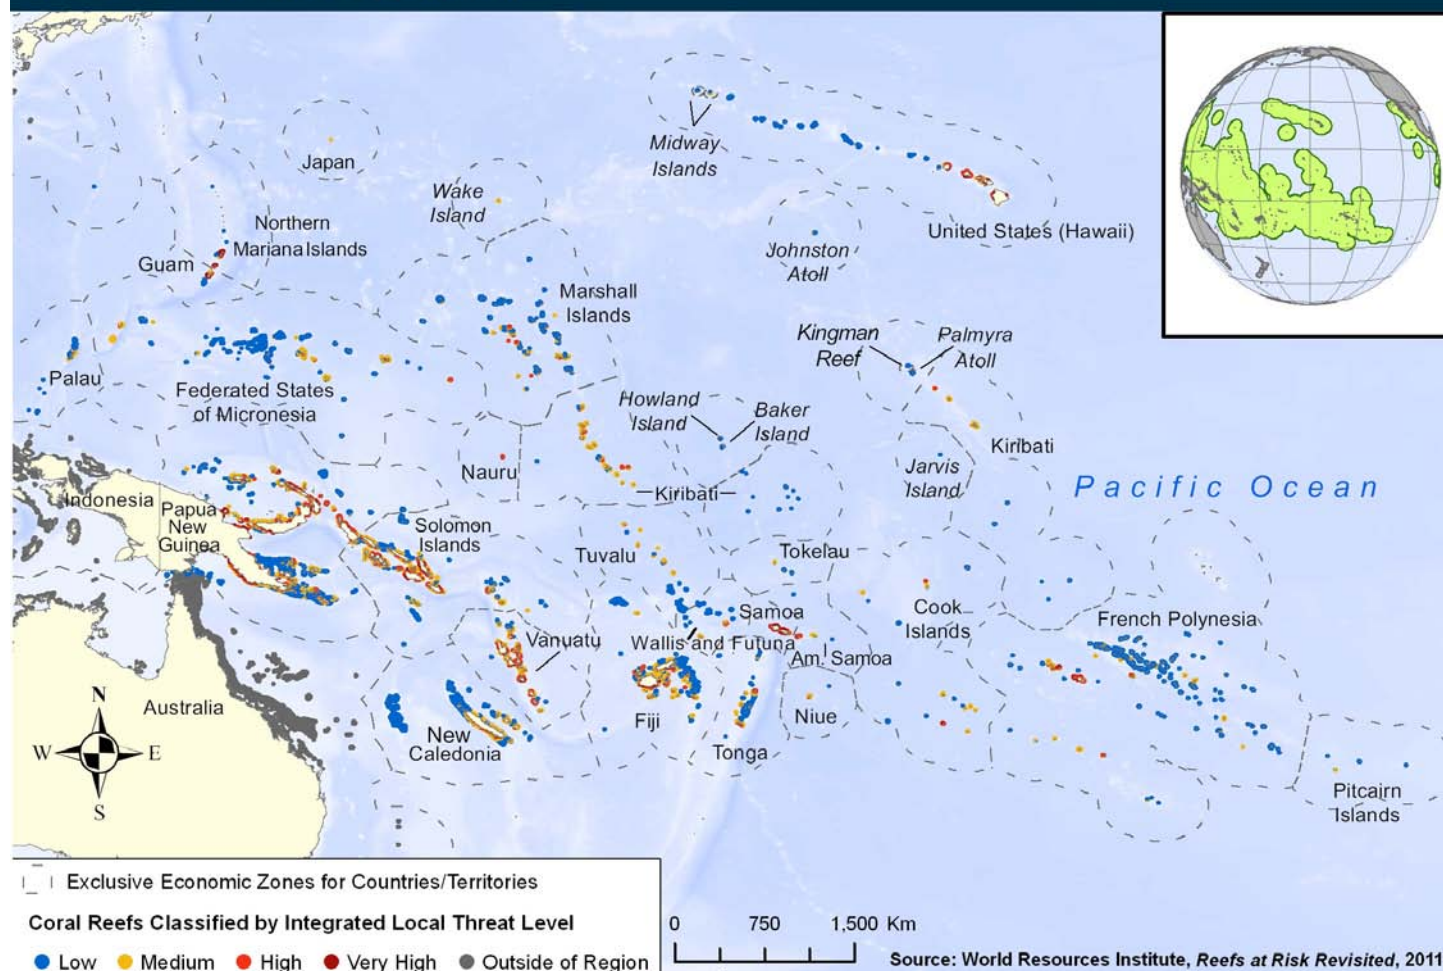 Midway
Islands
Japan
Wake
Island
United States (Hawaii)
Johnston
Atoll
Northern
Mariana Islands
Guam
Marshall
Islands
Kingman
Reef
Palmyra
Atoll
Palau
Federated States
of Micronesia
Howland
Island
Baker
Island
Nauru
Kiribati
Jarvis
Island
Kiribati
Pacific Ocean
Indonesia
Papua
New
Guinea
Solomon
Islands
Tuvalu
Tokelau
Samoa
Cook
Islands
French Polynesia
Vanuatu
Wallis and Futuna
Am. Samoa
Australia
New
Caledonia
Fiji
Tonga
Niue
Pitcairn
Islands
N
W E
S
Exclusive Economic Zones for Countries/Territories
Coral Reefs Classified by Integrated Local Threat Level
Low Medium High Very High Outside of Region
0 750 1,500 Km
Source: World Resources Institute, Reefs at Risk Revisited, 2011